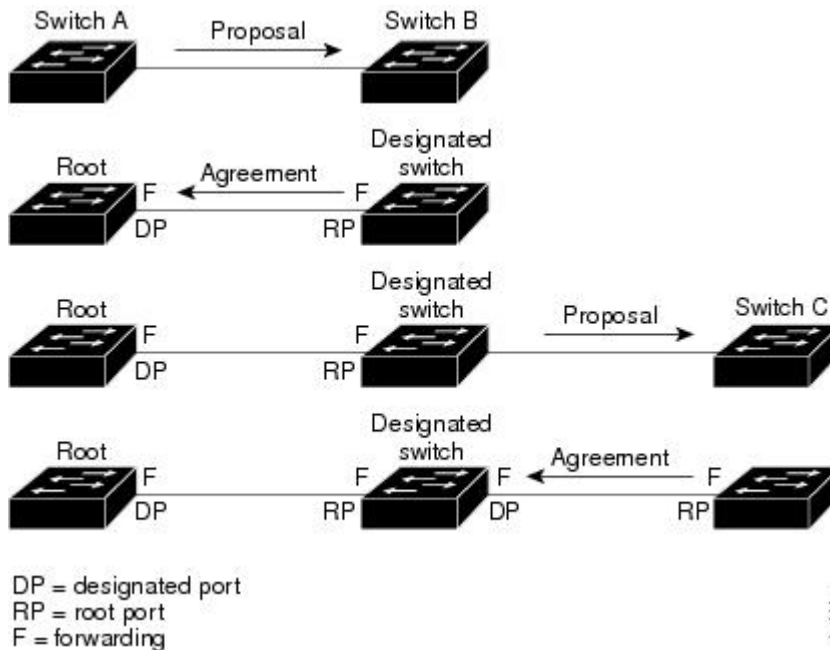 Switch A
Proposal
Switch B
Root
F
Agreement
F
Designated
switch
DP
RP
Root
F
F
Designated
switch
Proposal
Switch C
DP
RP
Root
F
F
Designated
switch
F
Agreement
F
DP
RP
DP
RP
DP = designated port
RP = root port
F = forwarding